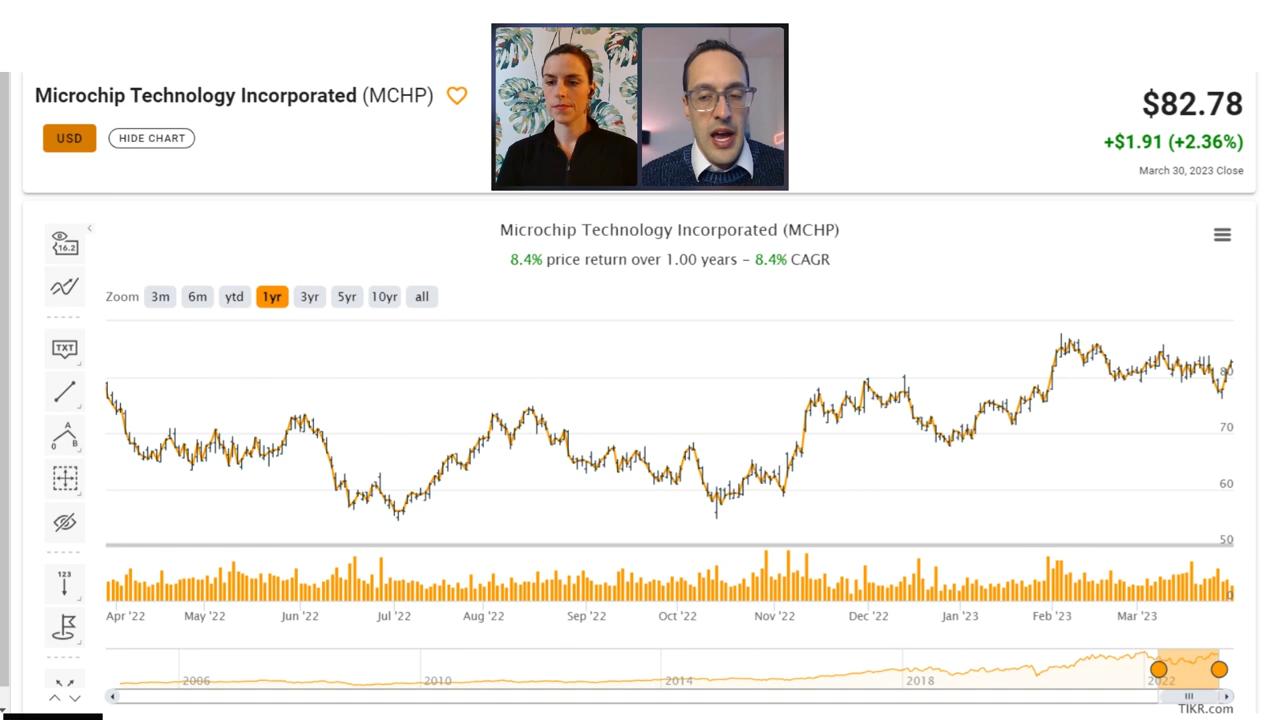 Microchip Technology Incorporated (MCHP)
$82.78
USD
HIDE CHART
+$1.91 (+2.36%)
March 30, 2023 Close
16.2
Microchip Technology Incorporated (MCHP)
8.4% price return over 1.00 years - 8.4% CAGR
Zoom 3m 6m ytd 1yr 3yr 5yr 10yr all
TXT
80
A
70
0 B
60
50
123
0
Apr '22 May '22 Jun '22 Jul '22 Aug '22 Sep '22 Oct '22 Nov '22 Dec '22 Jan '23 Feb '23 Mar '23
2006 2010 2014 2018 2022
TIKR.com